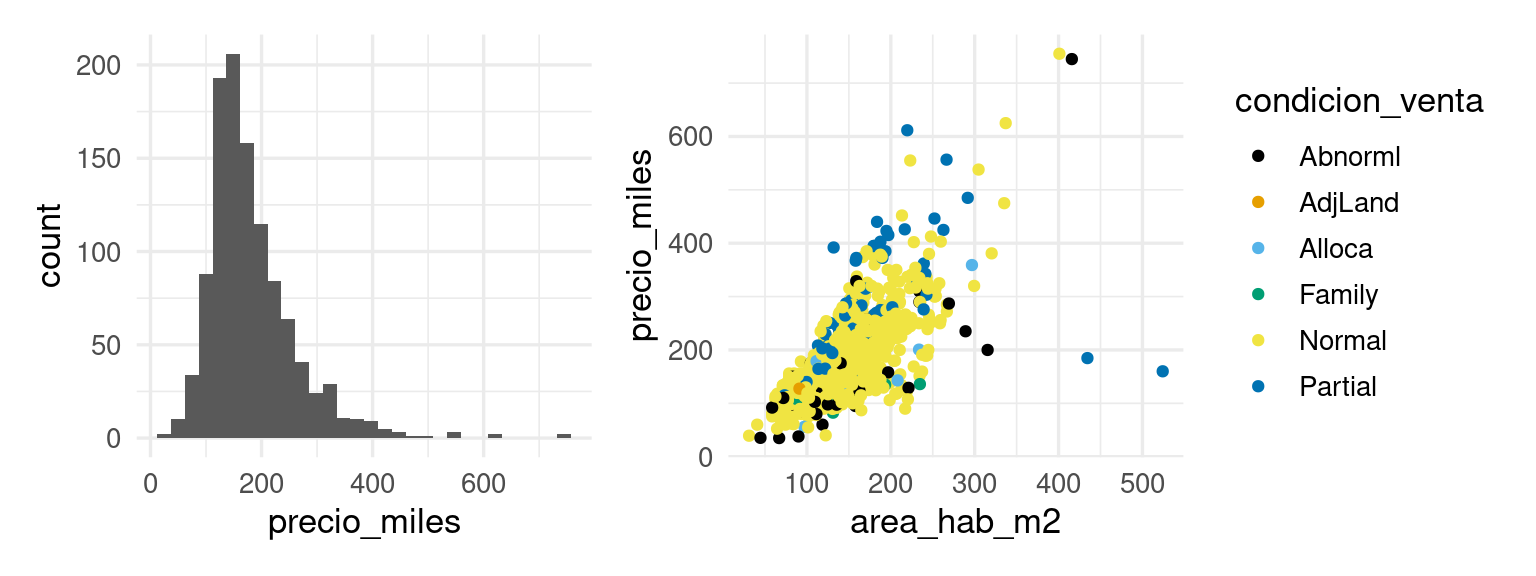 200
150
100
50
0
count
0 200 400 600
precio_miles
600
400
200
0
precio_miles
100 200 300 400 500
area_hab_m2
condicion_venta
Abnorml
AdjLand
Alloca
Family
Normal
Partial